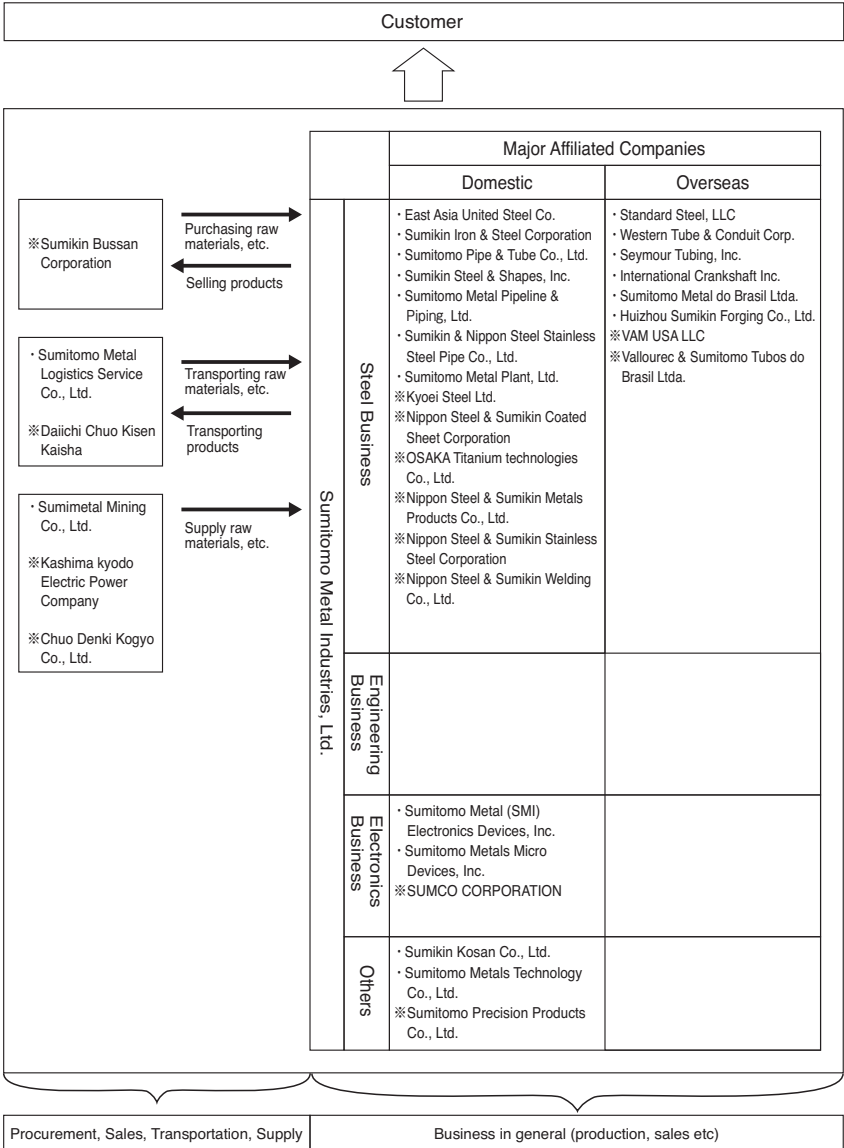 Customer
Major Affiliated Companies
Domestic
Overseas
※Sumikin Bussan
Corporation
Purchasing raw
materials, etc.
Selling products
・Sumitomo Metal
Logistics Service
Co., Ltd.
※Daiichi Chuo Kisen
Kaisha
Transporting raw
materials, etc.
Transporting
products
・Sumimetal Mining
Co., Ltd.
※Kashima kyodo
Electric Power
Company
※Chuo Denki Kogyo
Co., Ltd.
Supply raw
materials, etc.
Sumitomo Metal Industries, Ltd.
Steel Business
・East Asia United Steel Co.
・Sumikin Iron & Steel Corporation
・Sumitomo Pipe & Tube Co., Ltd.
・Sumikin Steel & Shapes, Inc.
・Sumitomo Metal Pipeline &
Piping, Ltd.
・Sumikin & Nippon Steel Stainless
Steel Pipe Co., Ltd.
・Sumitomo Metal Plant, Ltd.
※Kyoei Steel Ltd.
※Nippon Steel & Sumikin Coated
Sheet Corporation
※OSAKA Titanium technologies
Co., Ltd.
※Nippon Steel & Sumikin Metals
Products Co., Ltd.
※Nippon Steel & Sumikin Stainless
Steel Corporation
※Nippon Steel & Sumikin Welding
Co., Ltd.
・Standard Steel, LLC
・Western Tube & Conduit Corp.
・Seymour Tubing, Inc.
・International Crankshaft Inc.
・Sumitomo Metal do Brasil Ltda.
・Huizhou Sumikin Forging Co., Ltd.
※VAM USA LLC
※Vallourec & Sumitomo Tubos do
Brasil Ltda.
Engineering
Business
Electronics
Business
・Sumitomo Metal (SMI)
Electronics Devices, Inc.
・Sumitomo Metals Micro
Devices, Inc.
※SUMCO CORPORATION
Others
・Sumikin Kosan Co., Ltd.
・Sumitomo Metals Technology
Co., Ltd.
※Sumitomo Precision Products
Co., Ltd.
Procurement, Sales, Transportation, Supply
Business in general (production, sales etc)